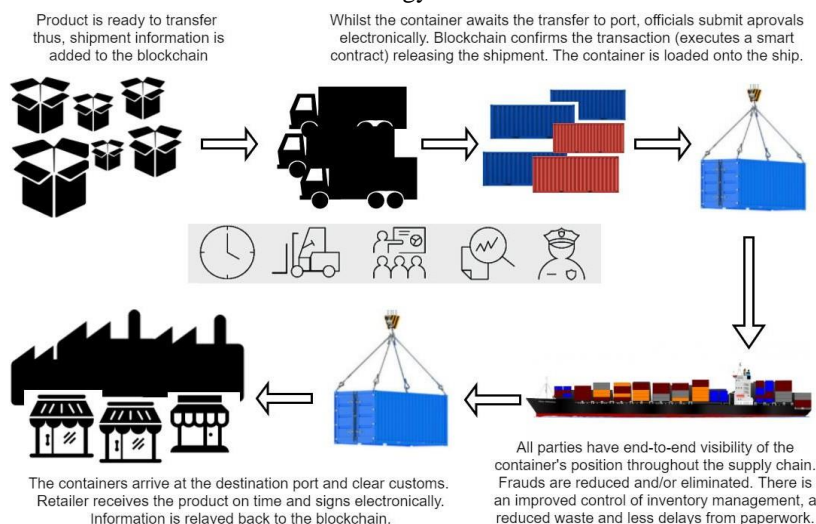 Product is ready to transfer
thus, shipment information is
added to the blockchain
Whilst the container awaits the transfer to port, officials submit aprovals
electronically. Blockchain confirms the transaction (executes a smart
contract) releasing the shipment. The container is loaded onto the ship.
All parties have end-to-end visibility of the
container's position throughout the supply chain.
Frauds are reduced and/or eliminated. There is
an improved control of inventory management, a
reduced waste and less delays from paperwork.
The containers arrive at the destination port and clear customs.
Retailer receives the product on time and signs electronically.
Information is relayed back to the blockchain.